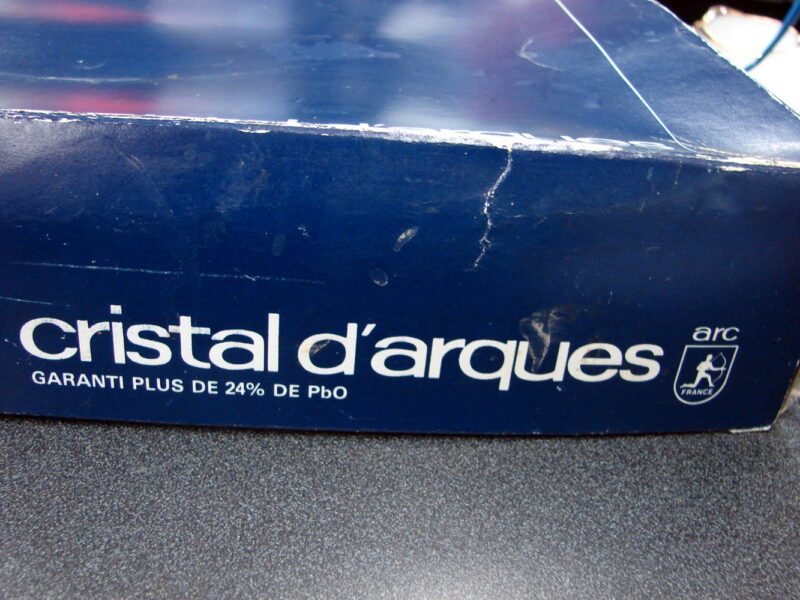 cristal d'arques
GARANTI PLUS DE 24% DE PbO
arc
FRANCE